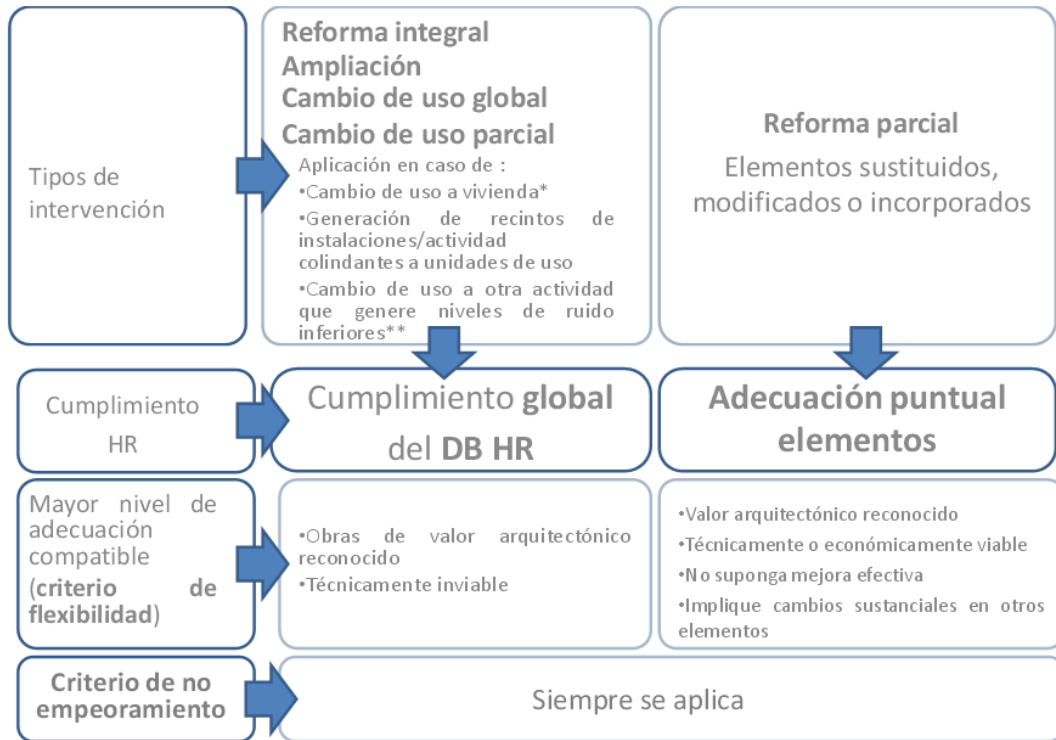 Tipos de
intervención
Reforma integral
Ampliación
Cambio de uso global
Cambio de uso parcial
Aplicación en caso de :
•Cambio de uso a vivienda*
•Generación de recintos de
instalaciones/actividad
colindantes a unidades de uso
•Cambio de uso a otra actividad
que genere niveles de ruido
inferiores**
Reforma parcial
Elementos sustituidos,
modificados o incorporados
Cumplimiento
HR
Cumplimiento global
del DB HR
Adecuación puntual
elementos
Mayor nivel de
adecuación
compatible
(criterio de
flexibilidad)
•Obras de valor arquitectónico
reconocido
•Técnicamente inviable
•Valor arquitectónico reconocido
•Técnicamente o económicamente viable
•No suponga mejora efectiva
•Implique cambios sustanciales en otros
elementos
Criterio de no
empeoramiento
Siempre se aplica